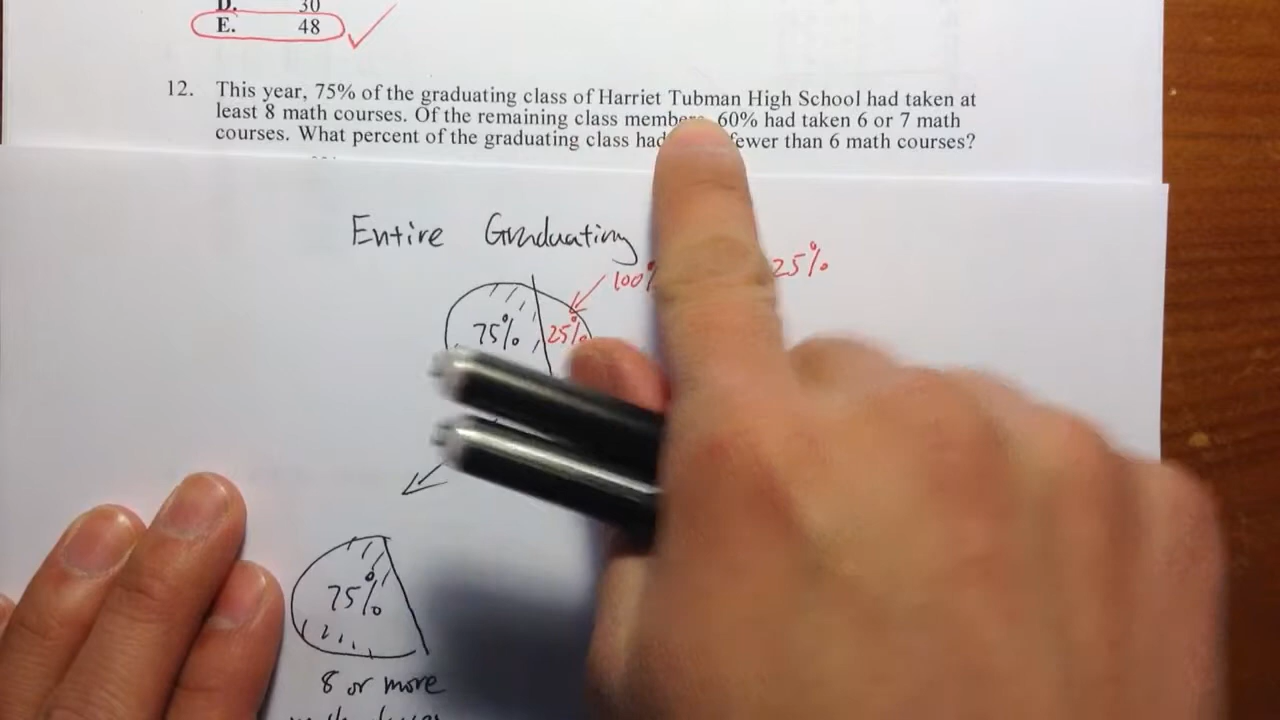 D. 30
E. 48
12. This year, 75% of the graduating class of Harriet Tubman High School had taken at
least 8 math courses. Of the remaining class members, 60% had taken 6 or 7 math
courses. What percent of the graduating class had fewer than 6 math courses?
Entire Graduating
100% 25%
75% 25%
75%
8 or more